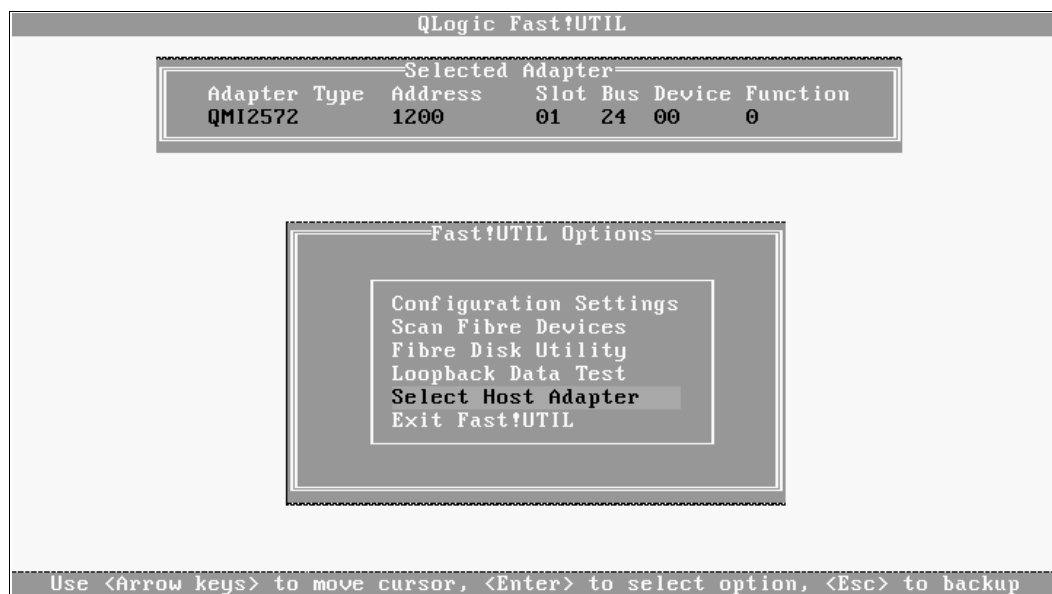 QLogic Fast!UTIL
Selected Adapter
Adapter Type Address Slot Bus Device Function
QMI2572 1200 01 24 00 0
Fast!UTIL Options
Configuration Settings
Scan Fibre Devices
Fibre Disk Utility
Loopback Data Test
Select Host Adapter
Exit Fast!UTIL
Use <Arrow keys> to move cursor, <Enter> to select option, <Esc> to backup